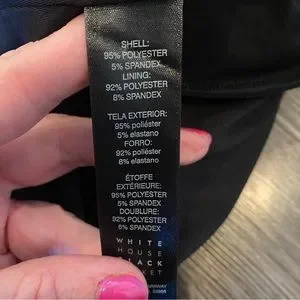 SHELL:
95% POLYESTER
5% SPANDEX
LINING:
92% POLYESTER
8% SPANDEX
TELA EXTERIOR:
95% poliéster
5% elastano
FORRO:
92% poliéster
8% elastano
ÉTOFFE
EXTÉRIEURE:
95% POLYESTER
5% SPANDEX
DOUBLURE:
92% POLYESTER
8% SPANDEX
WHITE
HOUSE
BLACK